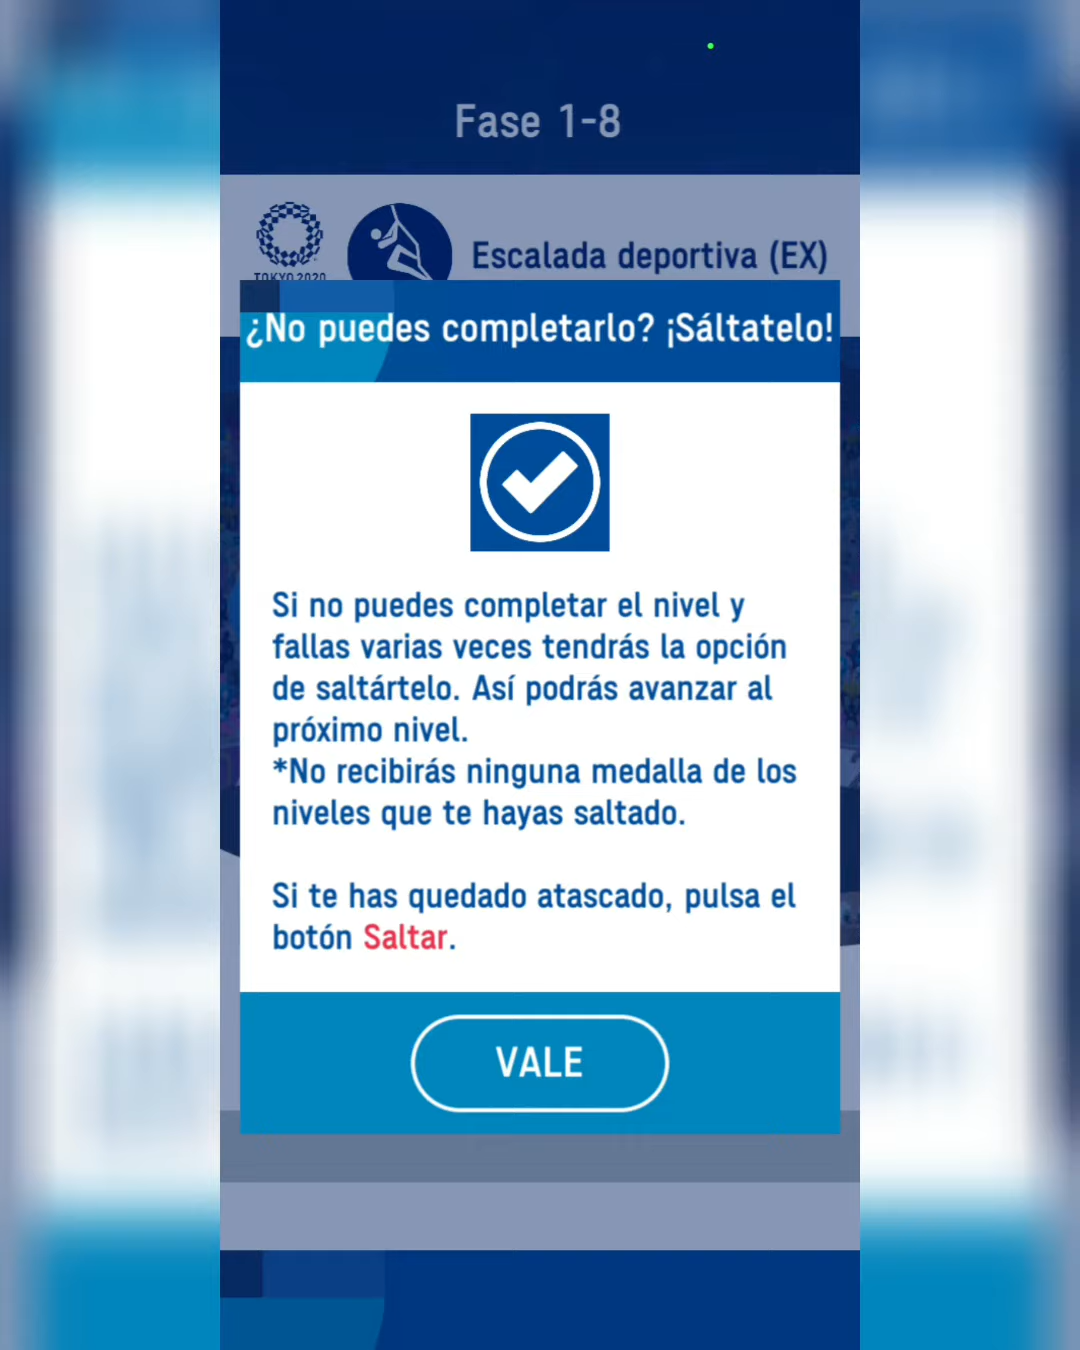 Fase 1-8
TOKYO 2020
Escalada deportiva (EX)
¿No puedes completarlo? ¡Sáltatelo!
Si no puedes completar el nivel y
fallas varias veces tendrás la opción
de saltártelo. Así podrás avanzar al
próximo nivel.
*No recibirás ninguna medalla de los
niveles que te hayas saltado.
Si te has quedado atascado, pulsa el
botón Saltar.
VALE